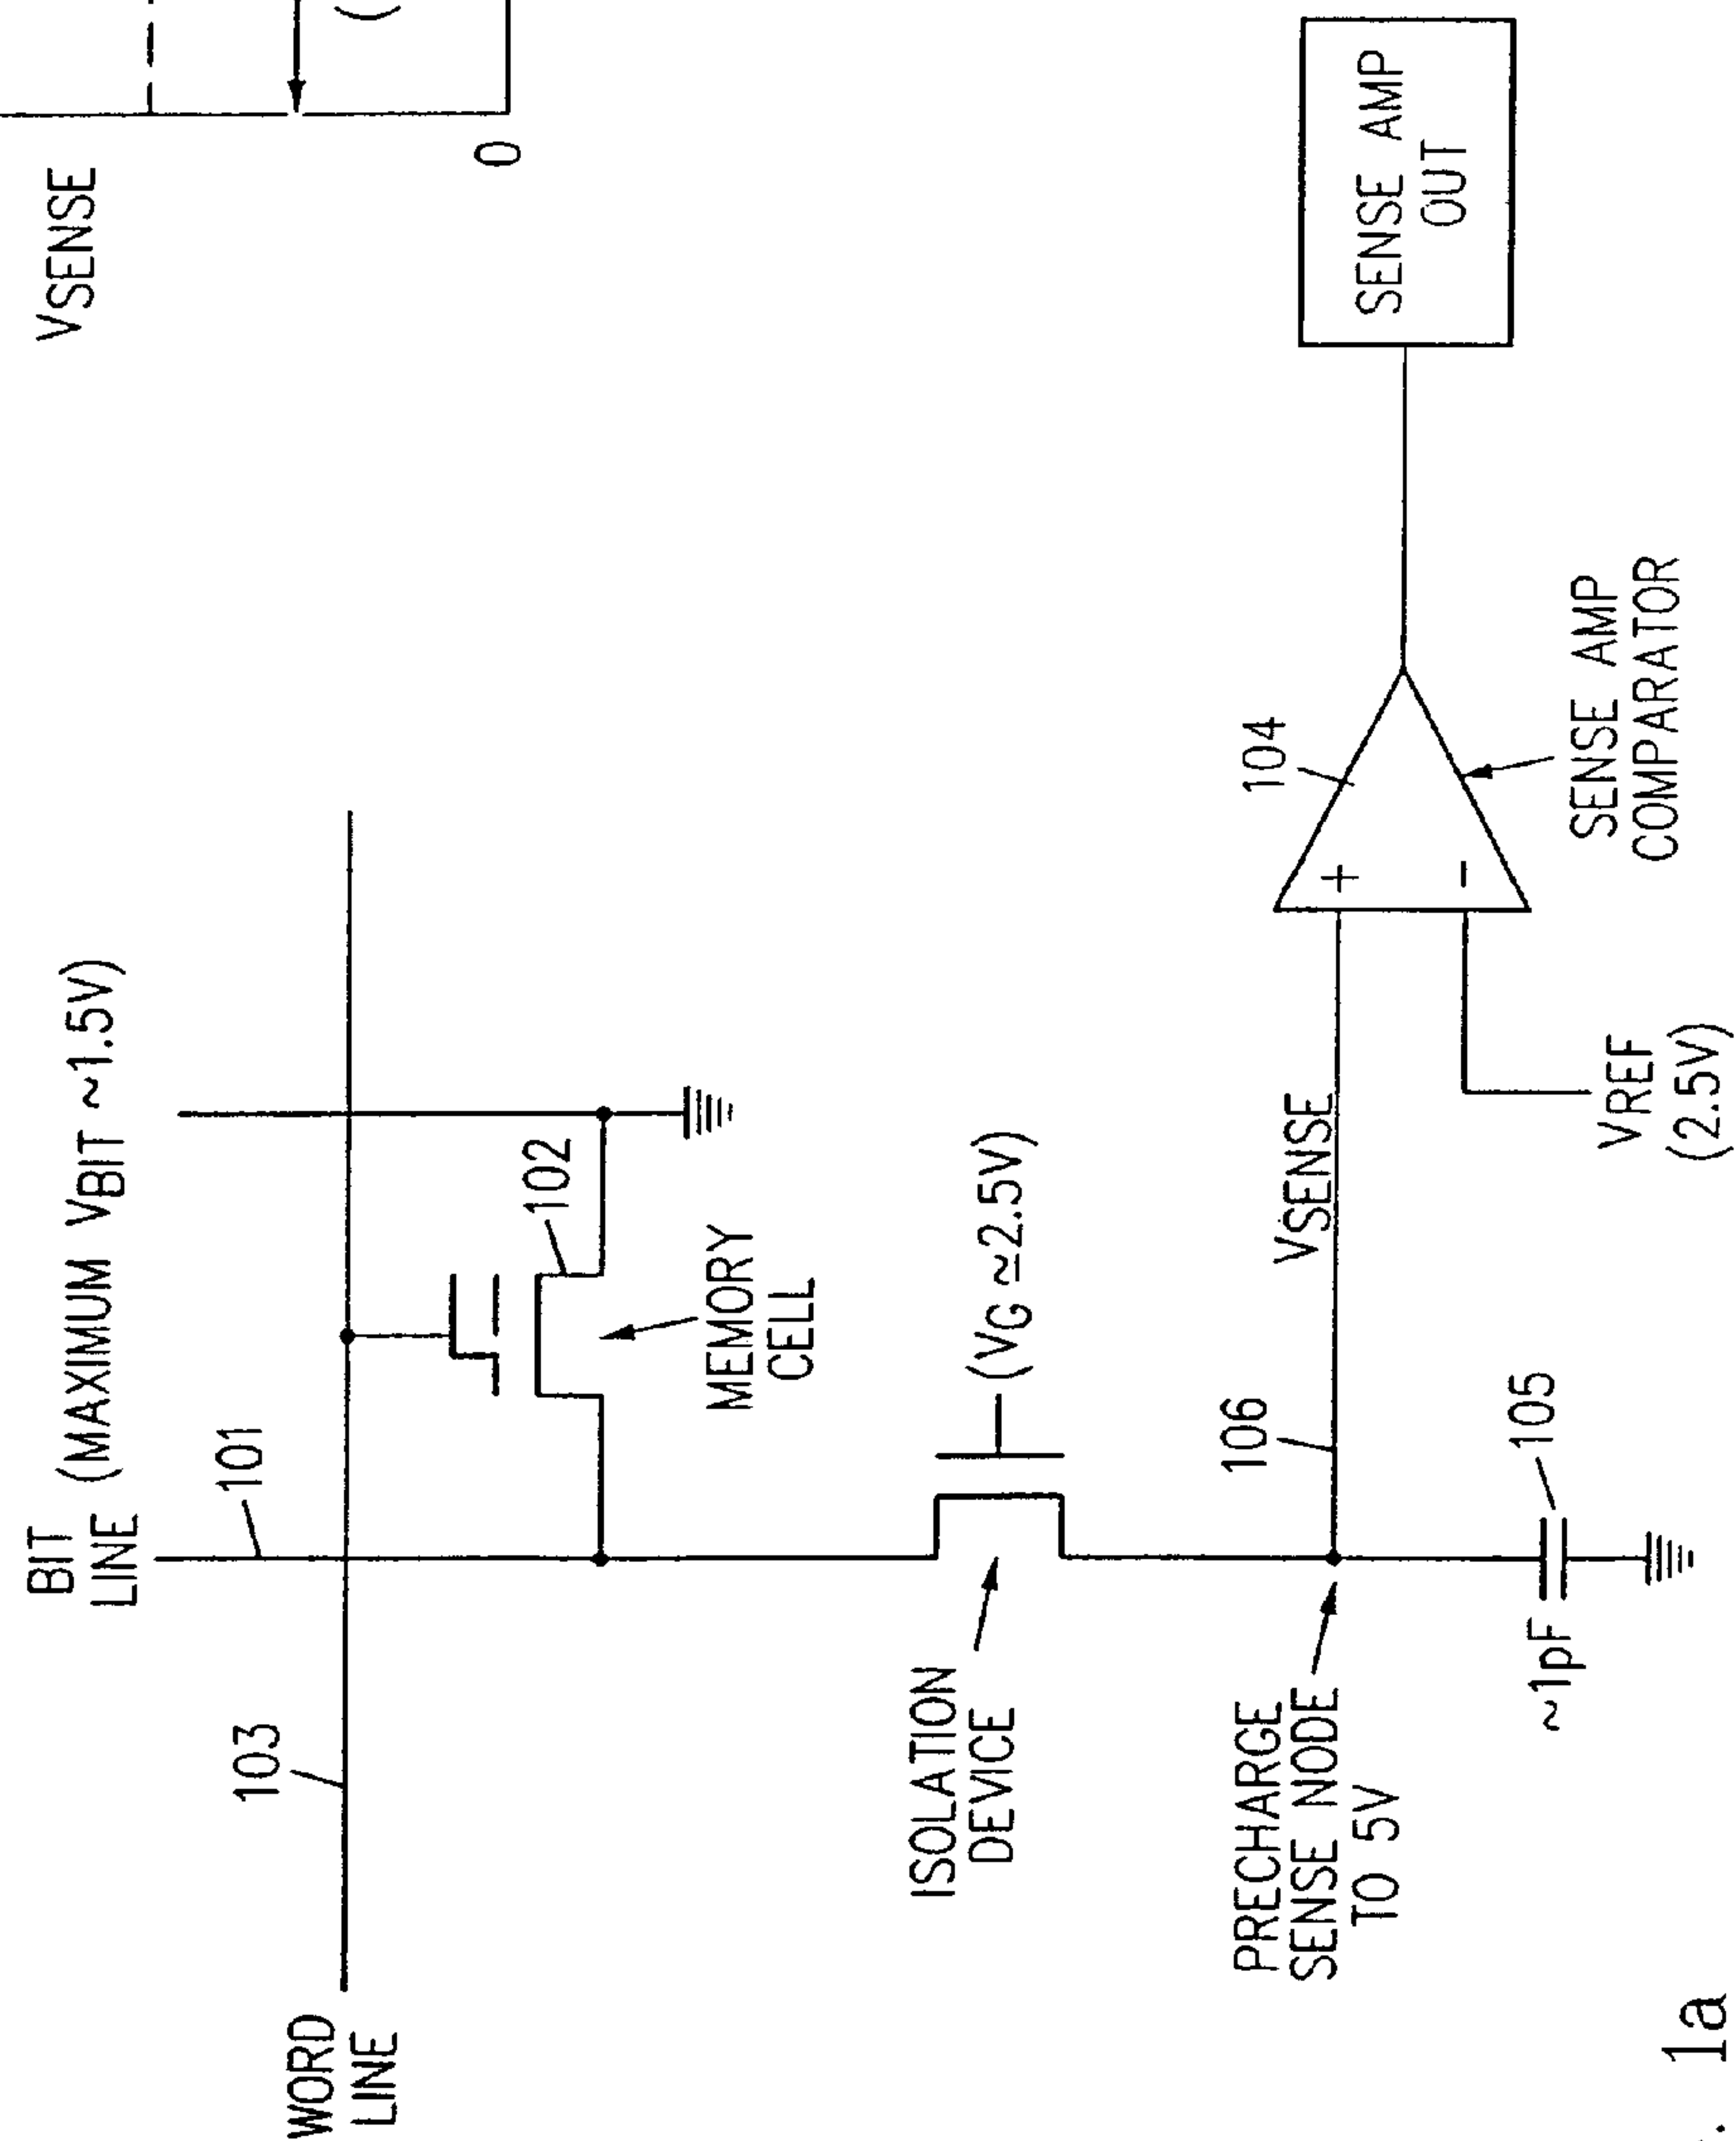 VSENSE
(
0
BIT
LINE
(MAXIMUM VBIT ~1.5V)
101
103
WORD
LINE
102
MEMORY
CELL
ISOLATION
DEVICE
(VG ≃2.5V)
PRECHARGE
SENSE NODE
TO 5V
106
VSENSE
104
+
–
SENSE AMP
OUT
SENSE AMP
COMPARATOR
VREF
(2.5V)
~1pF
105
. 1a